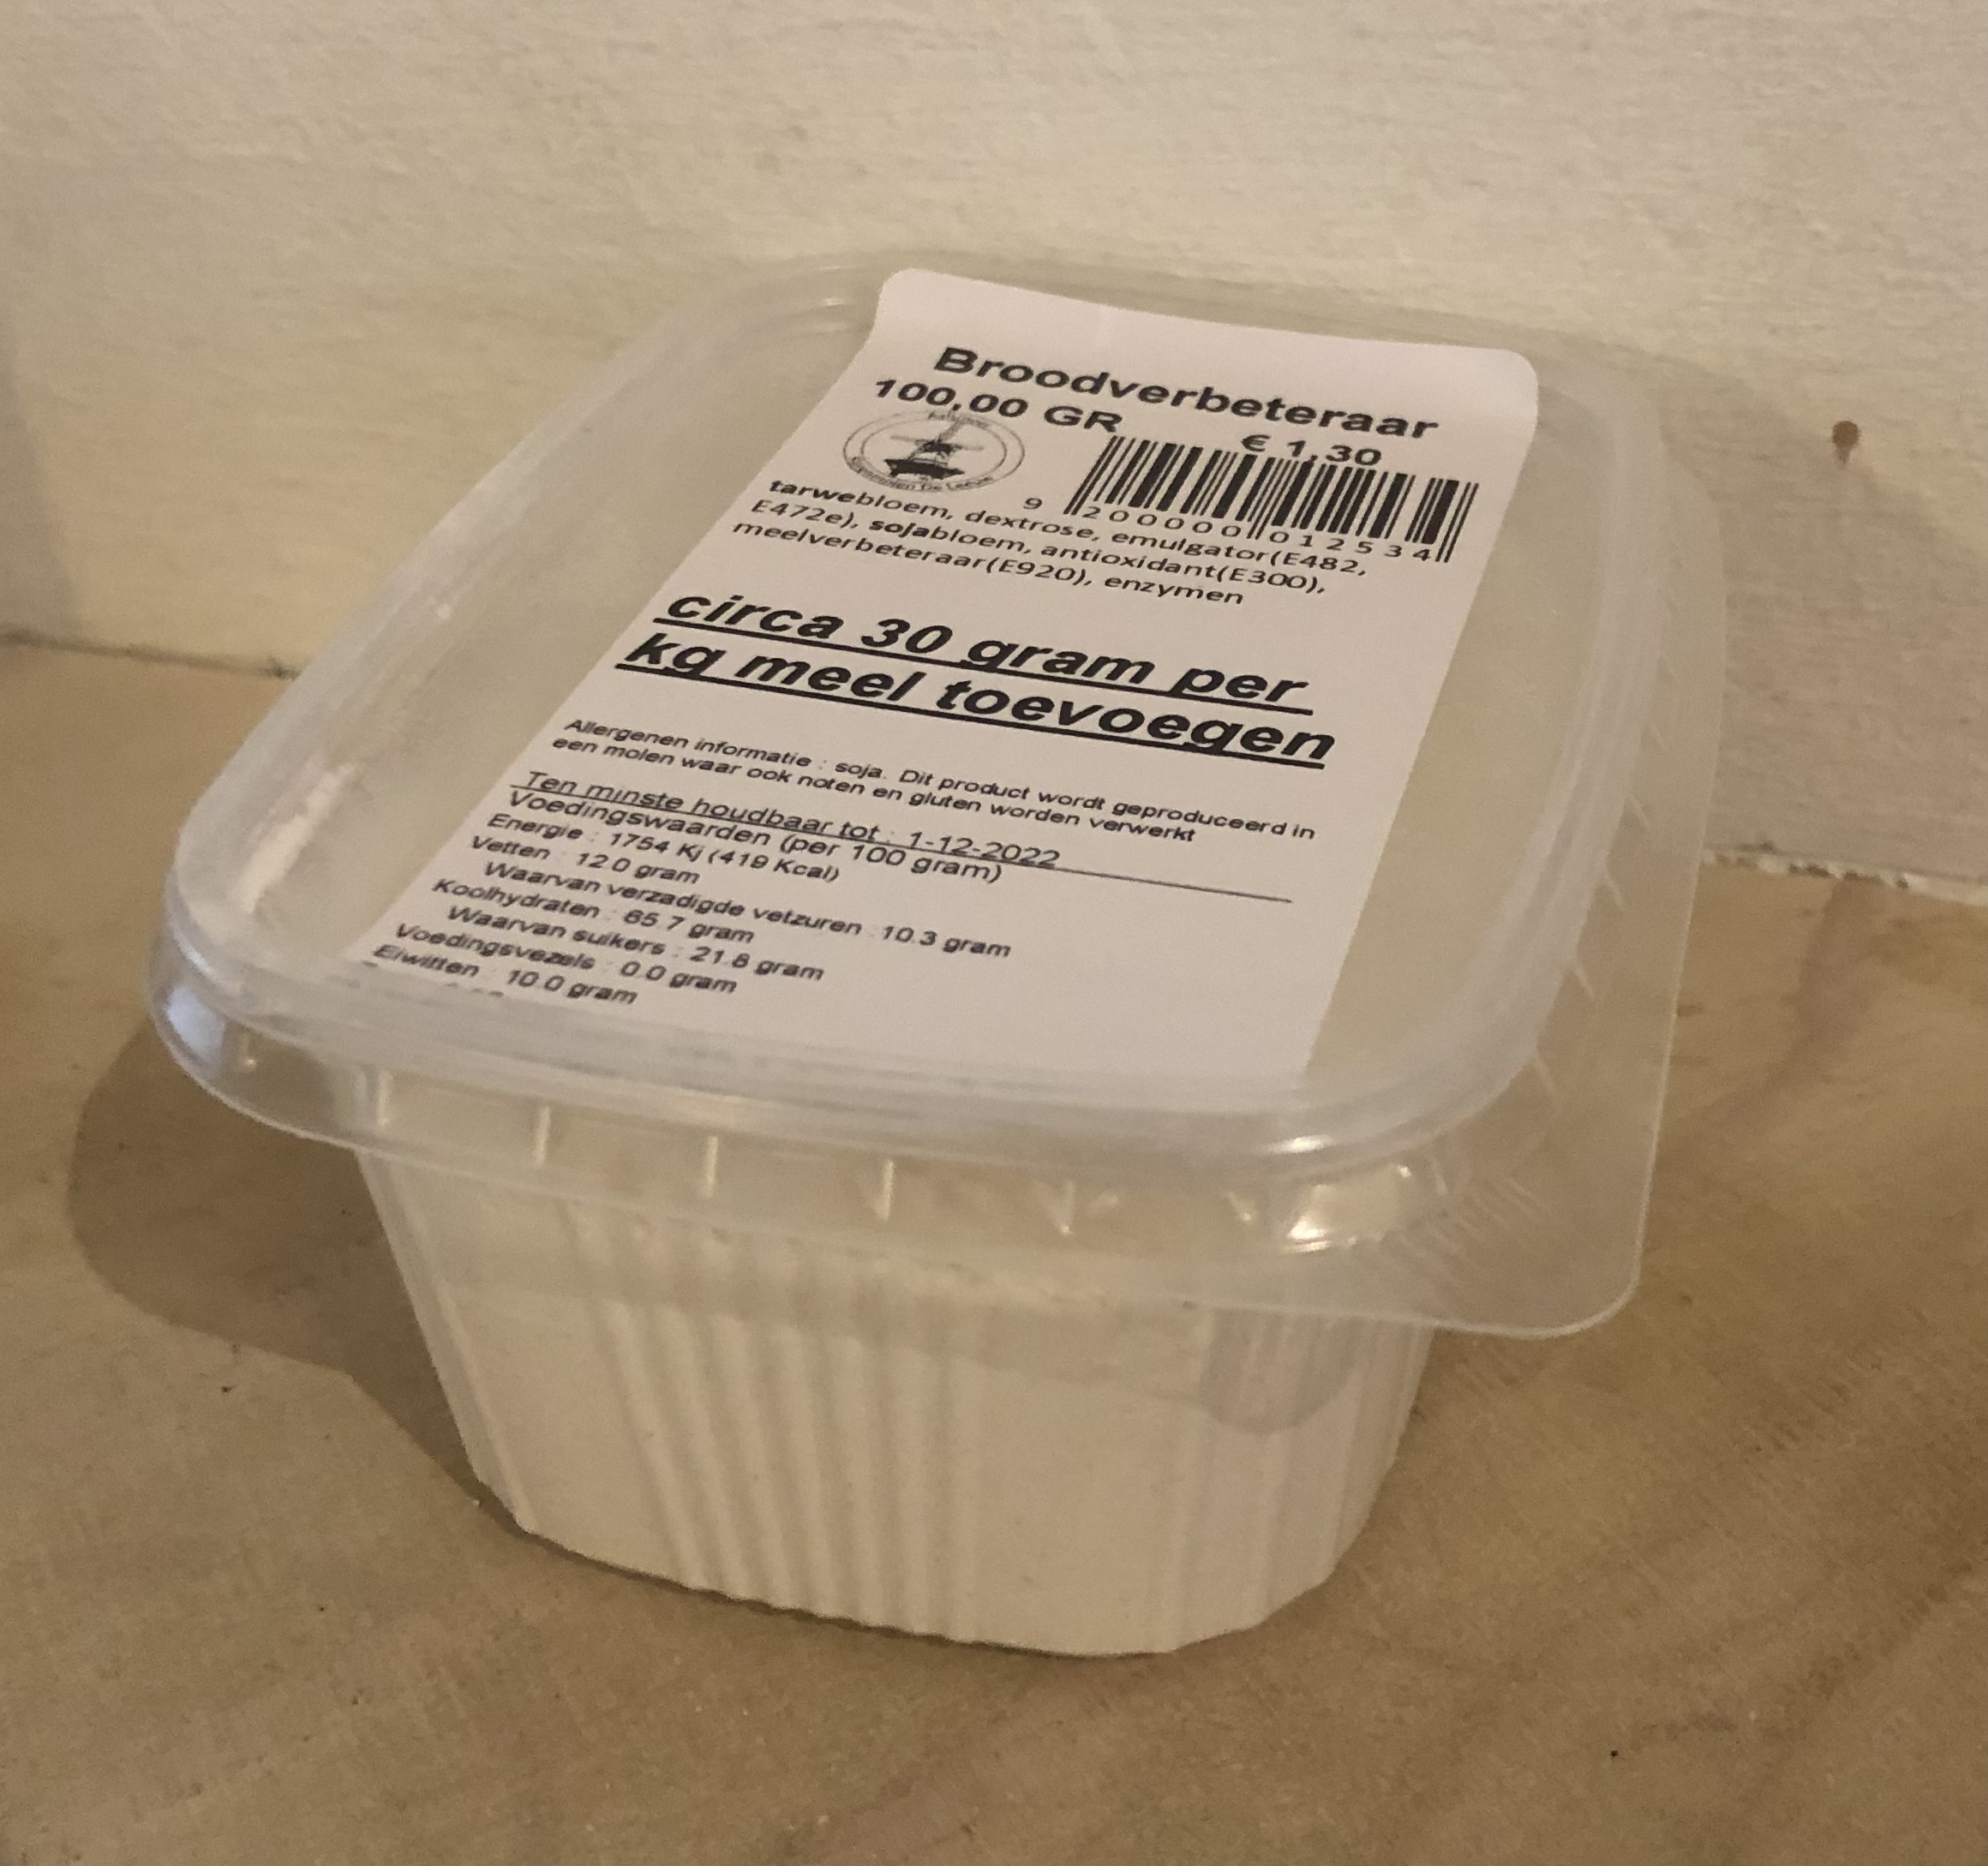 Broodverbeteraar
100,00 GR
€ 1,30
9 200000 012534
tarwebloem, dextrose, emulgator(E482,
E472e), sojabloem, antioxidant(E300),
meelverbeteraar(E920), enzymen
circa 30 gram per
kg meel toevoegen
Allergenen informatie : soja. Dit product wordt geproduceerd in
een molen waar ook noten en gluten worden verwerkt
Ten minste houdbaar tot : 1-12-2022
Voedingswaarden (per 100 gram)
Energie : 1754 Kj (419 Kcal)
Vetten : 12.0 gram
Waarvan verzadigde vetzuren : 10.3 gram
Koolhydraten : 65.7 gram
Waarvan suikers : 21.8 gram
Voedingsvezels : 0.0 gram
Eiwitten : 10.0 gram